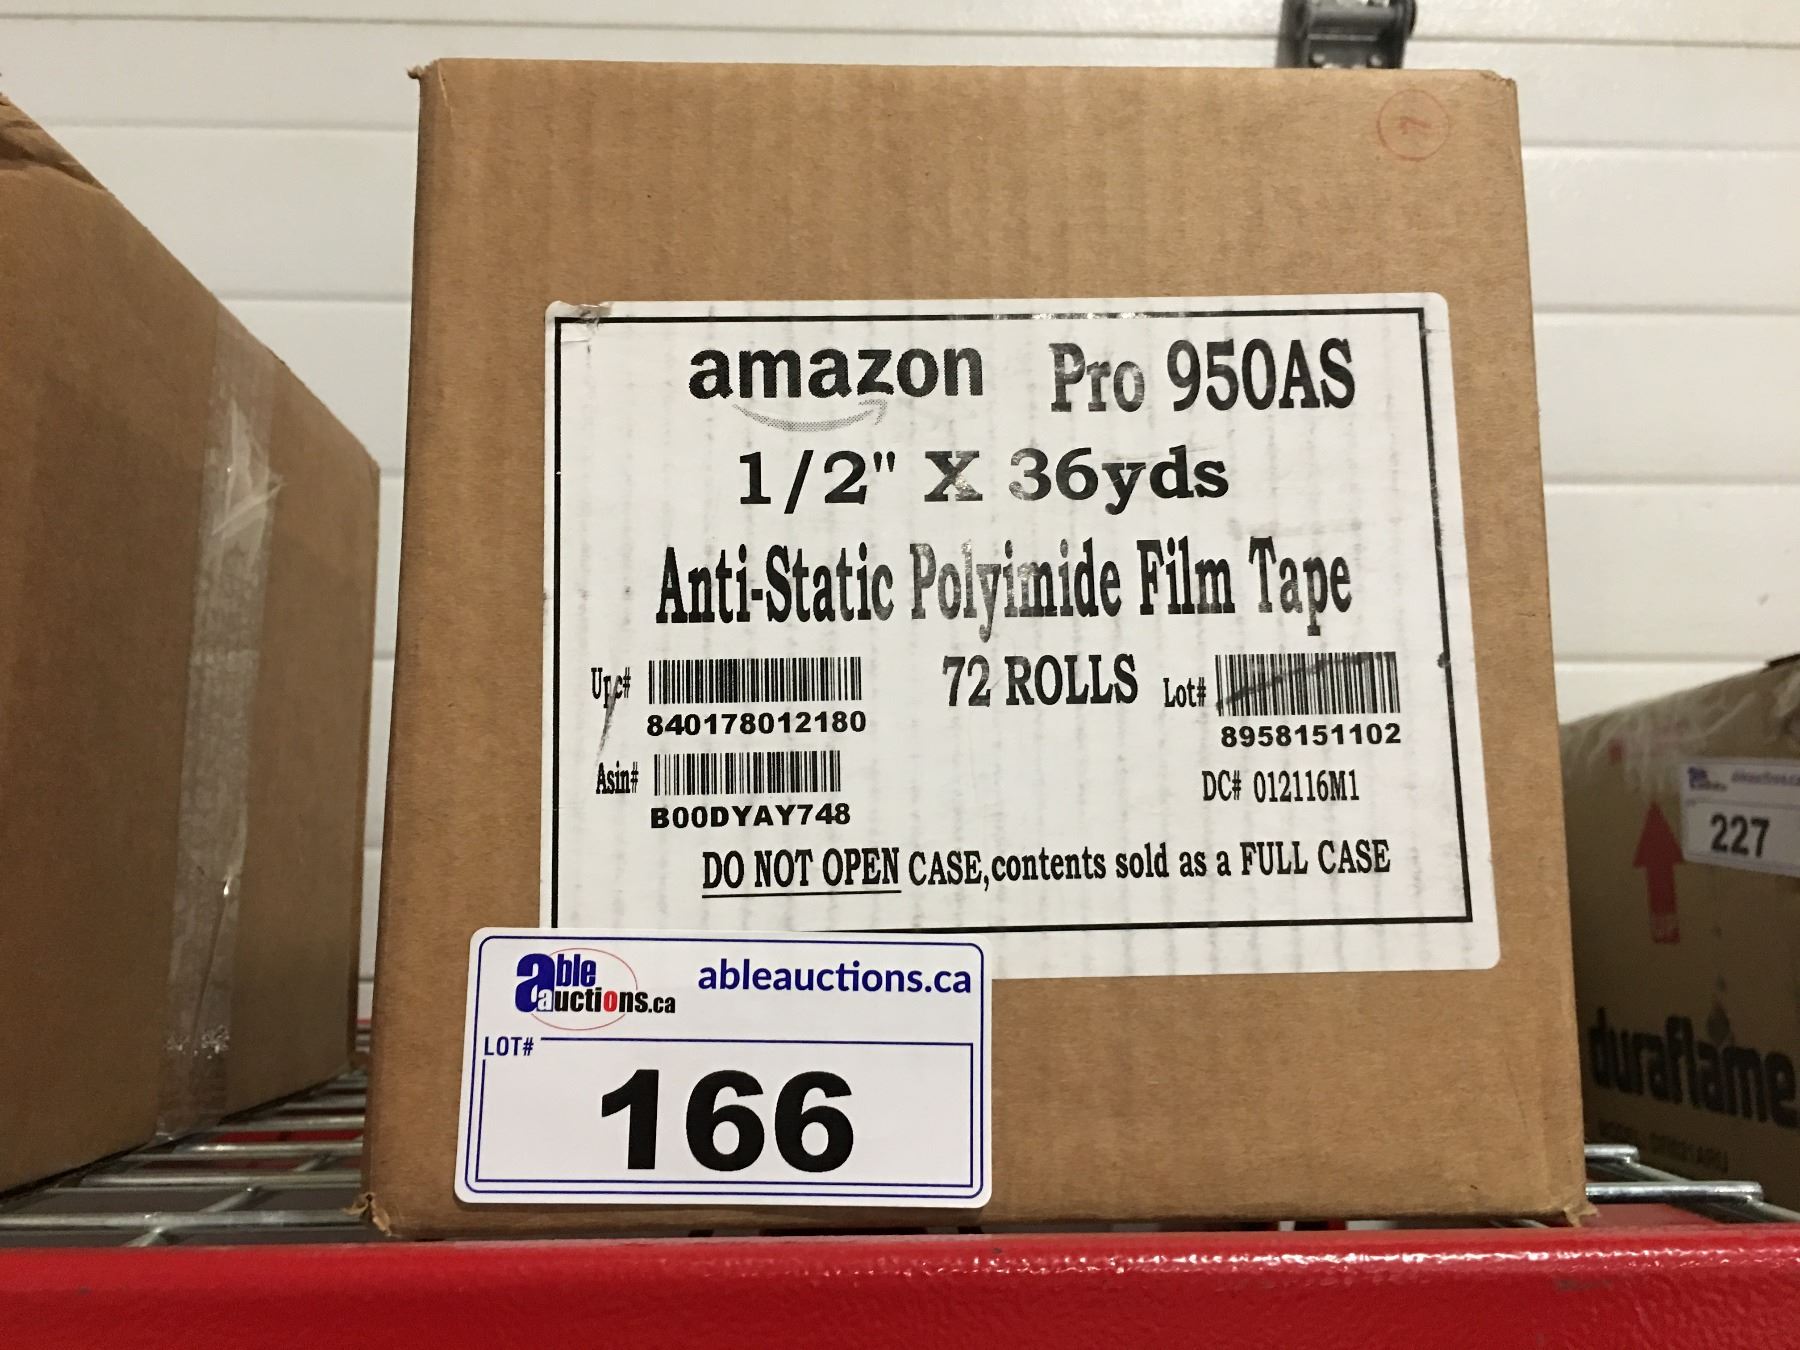 amazon Pro 950AS
1/2" X 36yds
Anti-Static Polyimide Film Tape
Upc# 72 ROLLS Lot#
840178012180 8958151102
Asin# DC# 012116M1
B00DYAY748
DO NOT OPEN CASE,contents sold as a FULL CASE
able auctions.ca ableauctions.ca
LOT#
166
227
duraflame